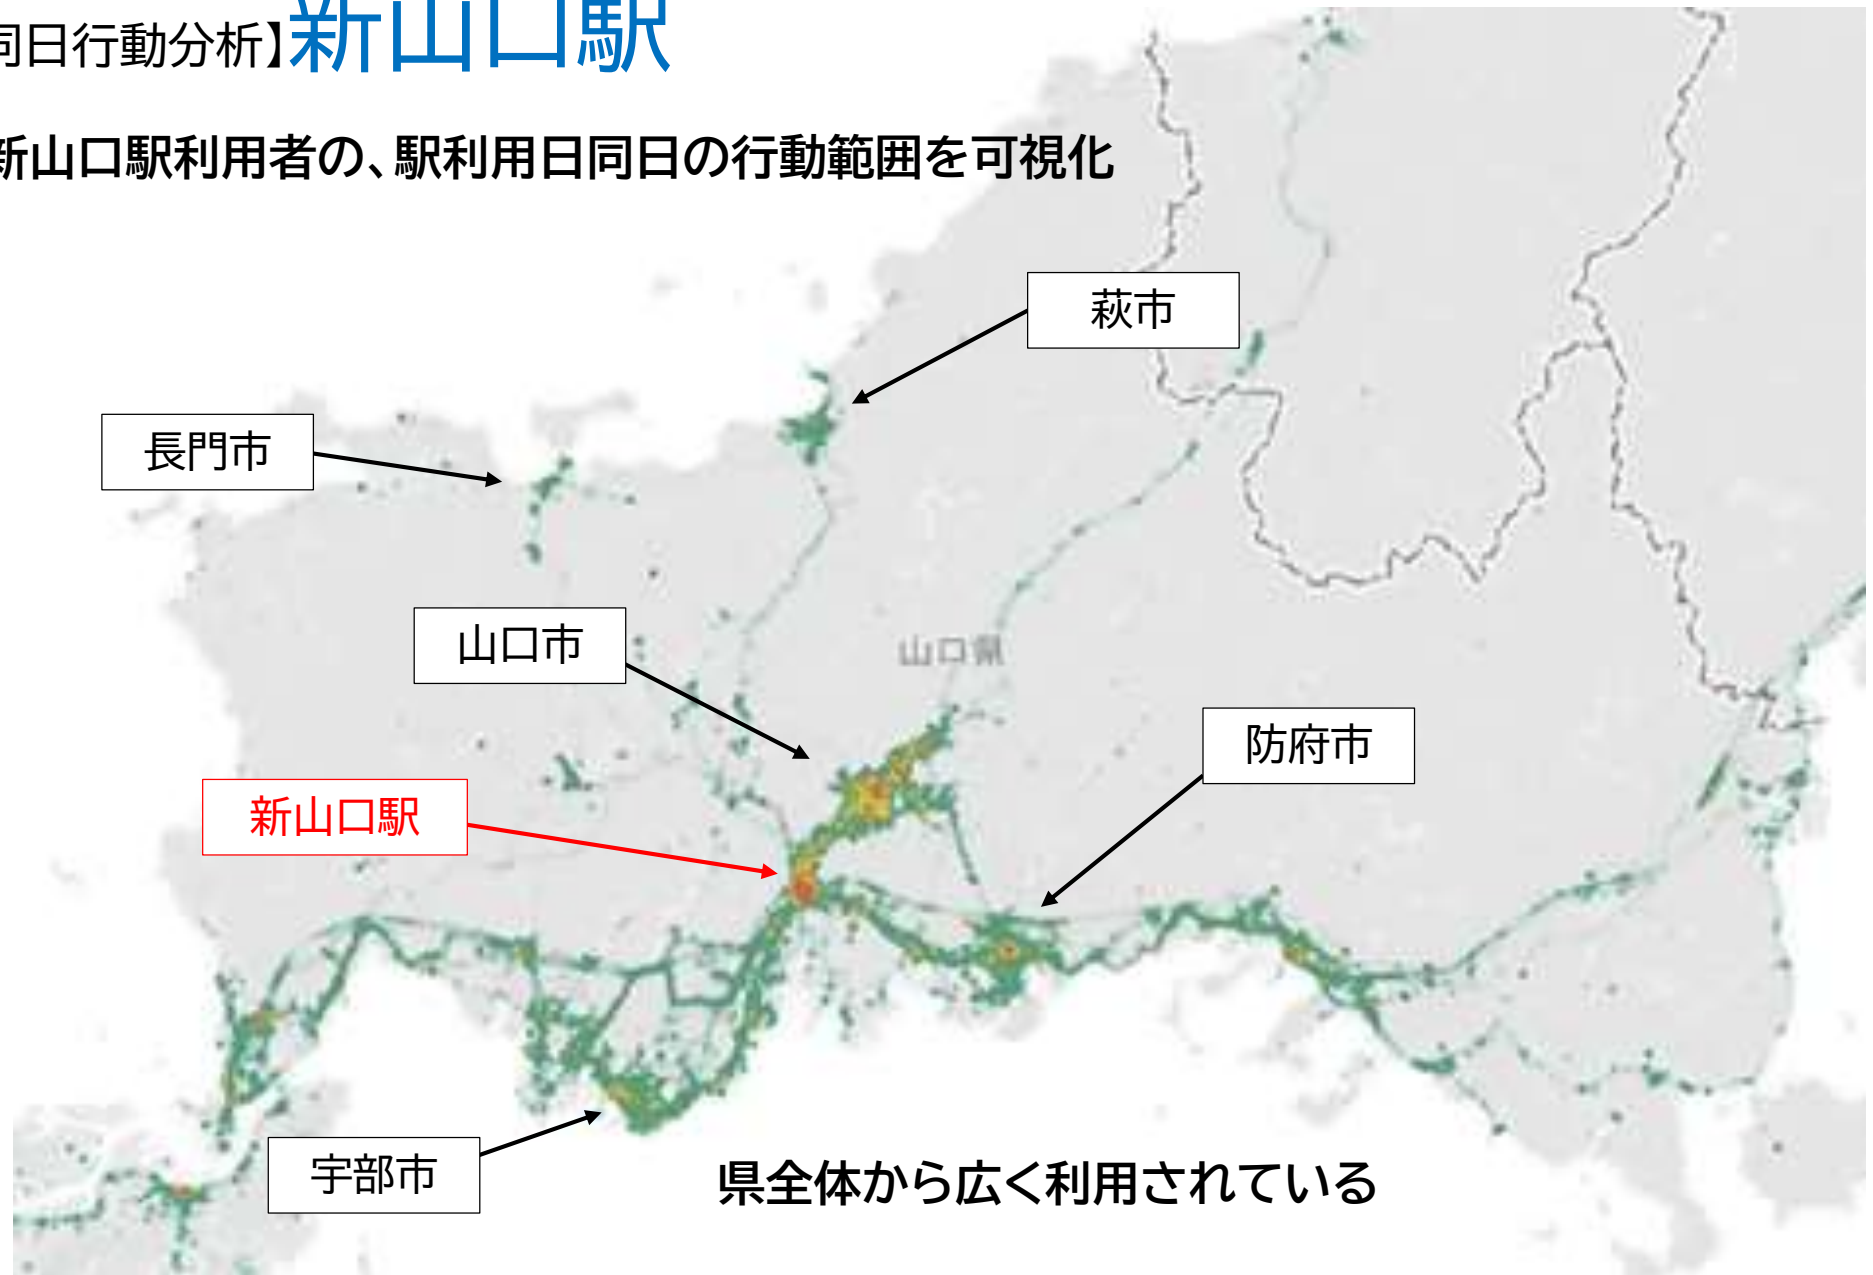 同日行動分析】新山口駅
新山口駅利用者の、駅利用日同日の行動範囲を可視化
萩市
長門市
山口市
山口県
防府市
新山口駅
宇部市
県全体から広く利用されている